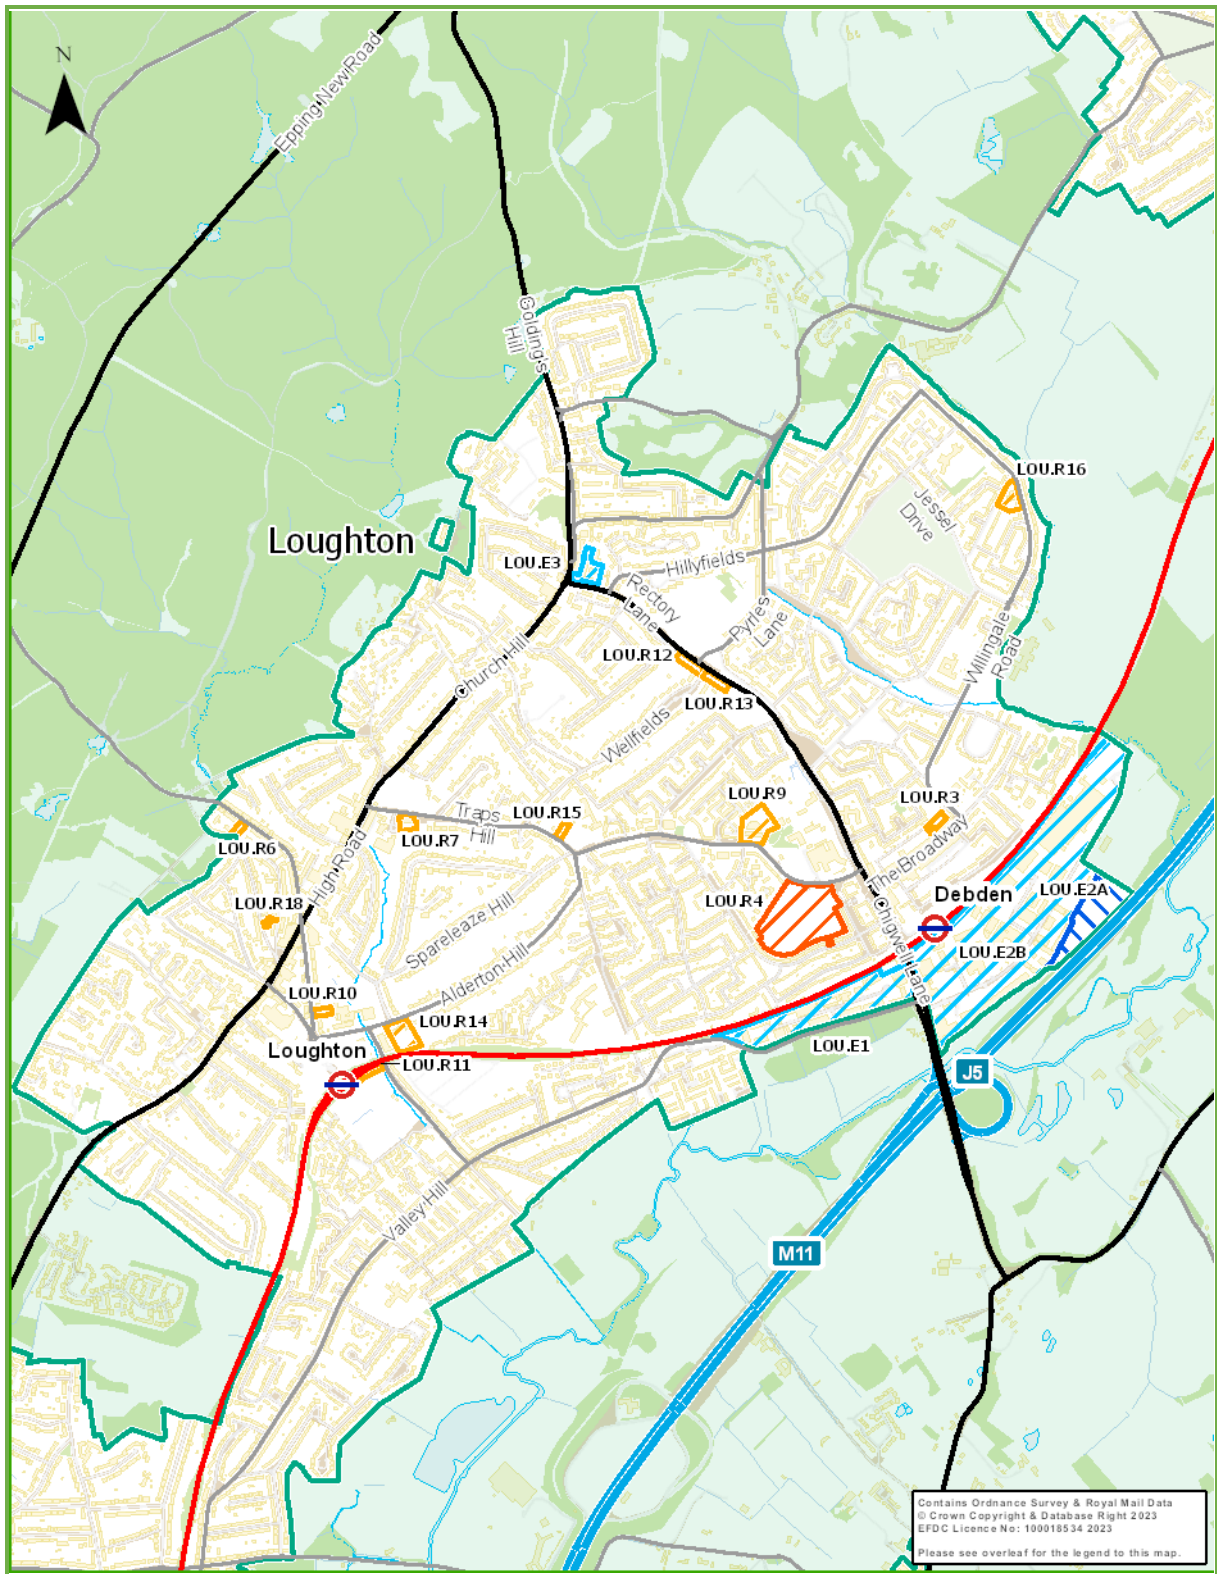 N
Epping New Road
Golding's
Hill
LOU.R16
Jessel
Drive
Loughton
LOU.E3
Hillyfields
Rectory
Lane
Pyrles
Lane
Willingale
Road
LOU.R12
Church Hill
LOU.R13
Wellfields
LOU.R9
LOU.R3
Traps
Hill
LOU.R15
LOU.R7
LOU.R6
High Road
The Broadway
LOU.R4
Debden
LOU.E2A
LOU.R18
Spareleaze Hill
Chigwell Lane
LOU.E2B
Alderton Hill
LOU.R10
LOU.R14
Loughton
LOU.E1
LOU.R11
J5
Valley Hill
M11
Contains Ordnance Survey & Royal Mail Data
© Crown Copyright & Database Right 2023
EFDC Licence No: 100018534 2023
Please see overleaf for the legend to this map.